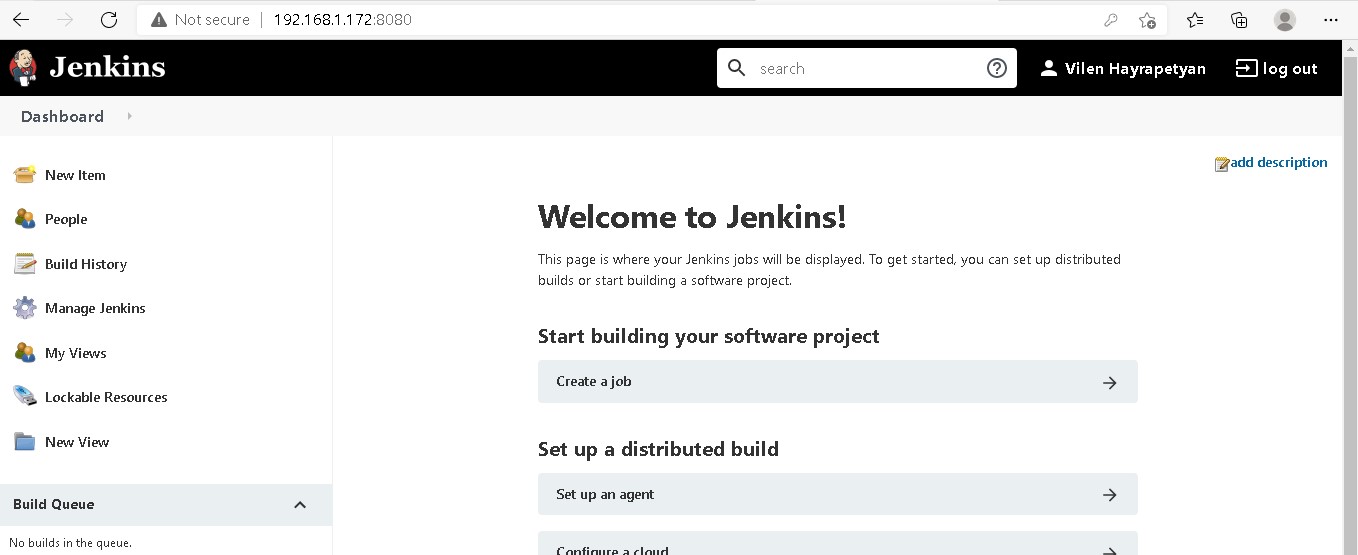 Not secure | 192.168.1.172:8080
Jenkins
search
Vilen Hayrapetyan
log out
Dashboard
add description
New Item
People
Build History
Manage Jenkins
My Views
Lockable Resources
New View
Build Queue
No builds in the queue.
Welcome to Jenkins!
This page is where your Jenkins jobs will be displayed. To get started, you can set up distributed
builds or start building a software project.
Start building your software project
Create a job
Set up a distributed build
Set up an agent
Configure a cloud